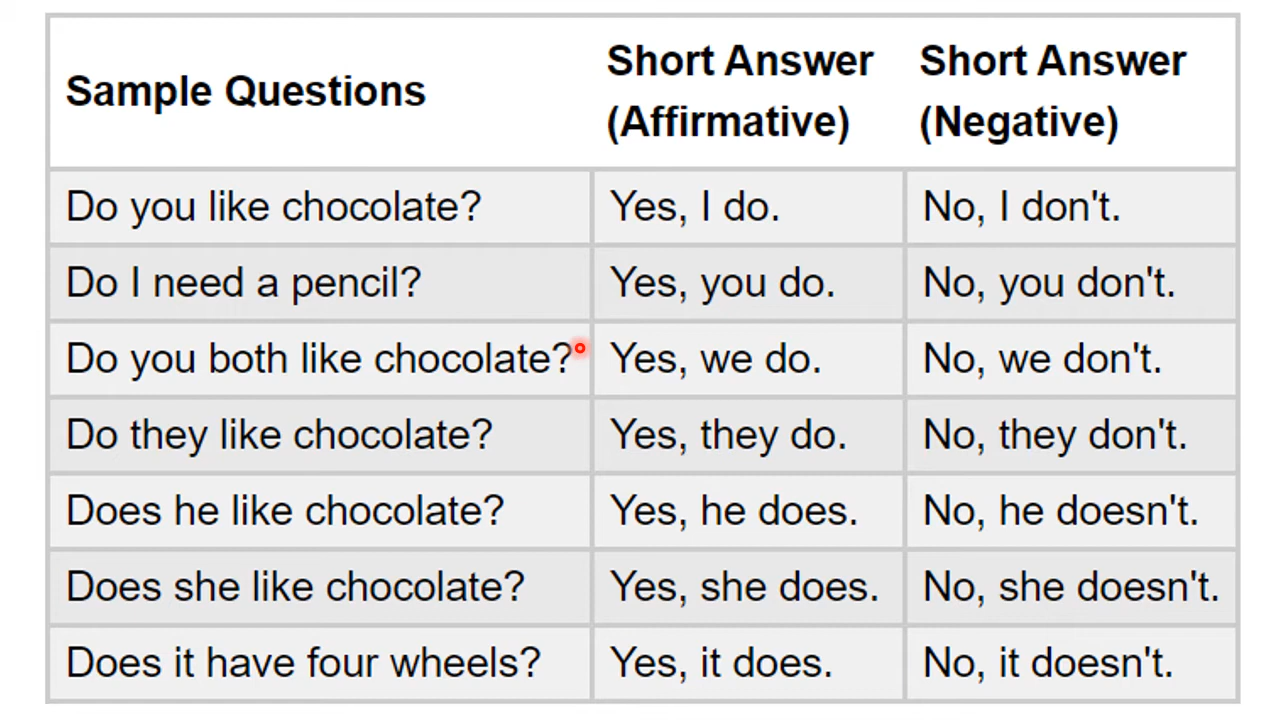 Sample Questions
Short Answer
(Affirmative)
Short Answer
(Negative)
Do you like chocolate? Yes, I do. No, I don't.
Do I need a pencil? Yes, you do. No, you don't.
Do you both like chocolate? Yes, we do. No, we don't.
Do they like chocolate? Yes, they do. No, they don't.
Does he like chocolate? Yes, he does. No, he doesn't.
Does she like chocolate? Yes, she does. No, she doesn't.
Does it have four wheels? Yes, it does. No, it doesn't.